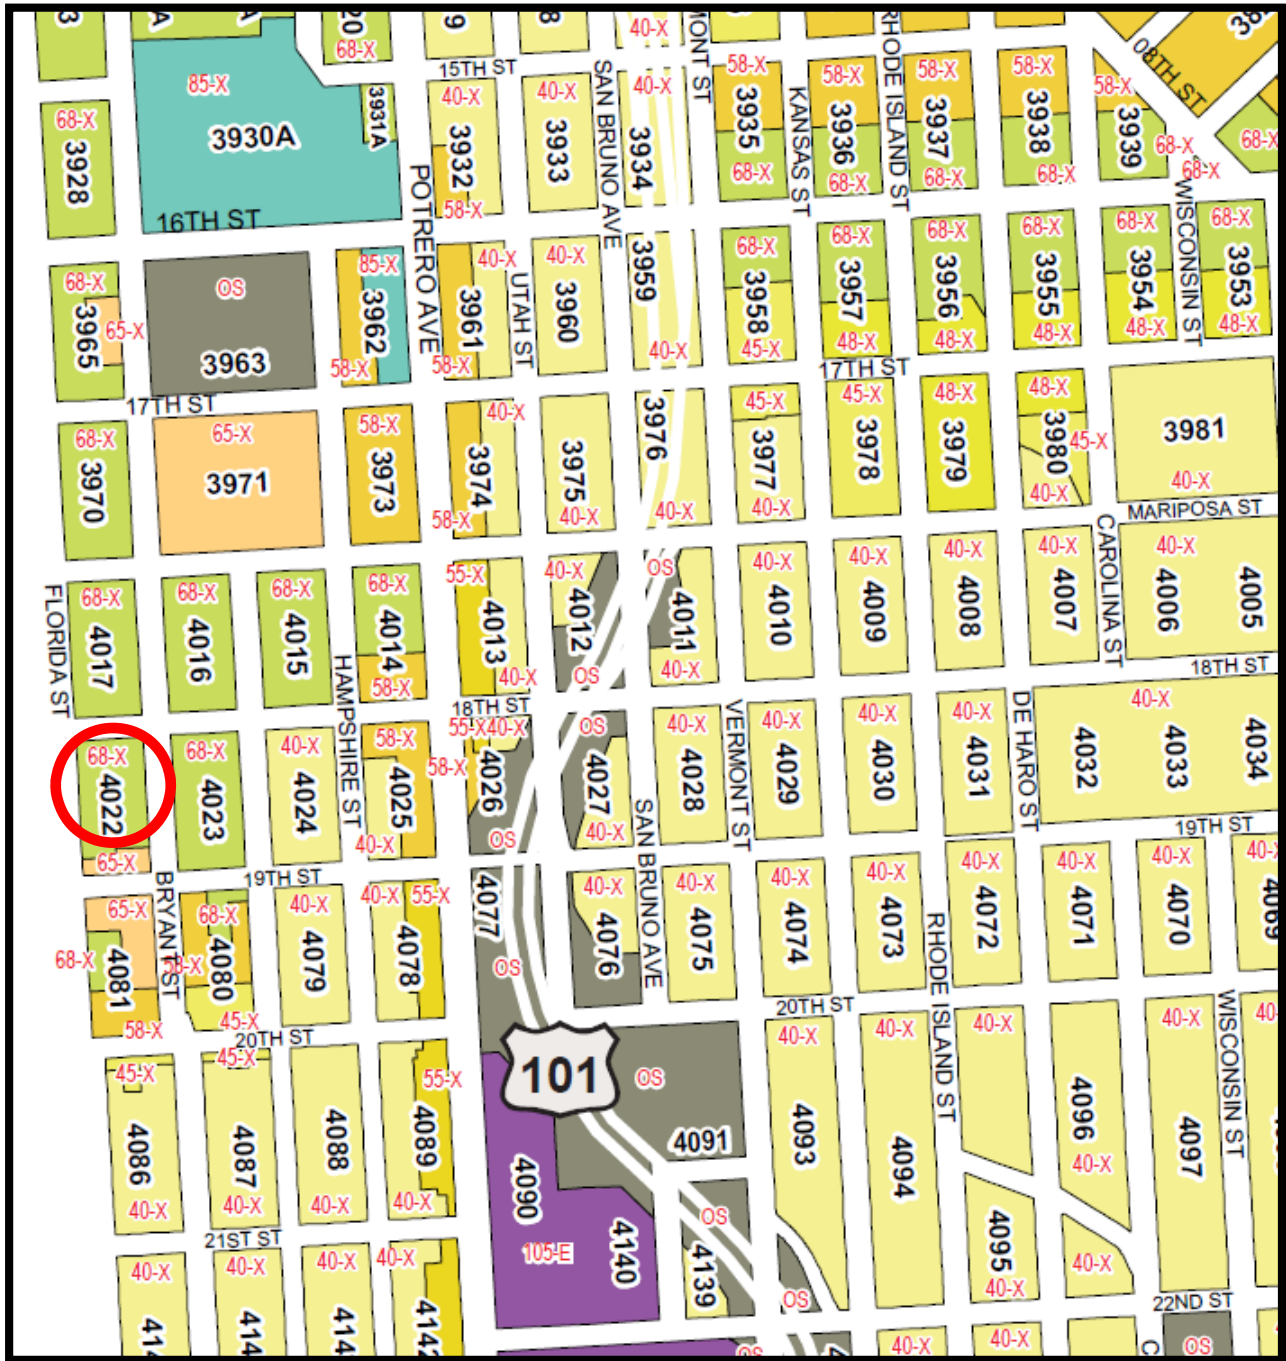 40-X
15TH ST
08TH ST
68-X
85-X
68-X
3928
3930A
3931A
40-X
3932
58-X
40-X
3933
SAN BRUNO AVE
40-X
3934
58-X
3935
68-X
KANSAS ST
58-X
3936
68-X
RHODE ISLAND ST
58-X
3937
68-X
58-X
3938
68-X
58-X
3939
68-X
68-X
68-X
16TH ST
POTRERO AVE
WISCONSIN ST
68-X
3965
65-X
OS
3963
85-X
3962
58-X
3961
58-X
40-X
UTAH ST
40-X
3960
3959
40-X
68-X
3958
45-X
68-X
3957
48-X
68-X
3956
48-X
68-X
3955
48-X
68-X
3954
48-X
68-X
3953
48-X
17TH ST
17TH ST
68-X
3970
65-X
3971
58-X
3973
40-X
3974
58-X
3975
40-X
3976
40-X
45-X
3977
40-X
45-X
3978
48-X
3979
48-X
3980
45-X
40-X
3981
40-X
MARIPOSA ST
FLORIDA ST
68-X
4017
68-X
4016
68-X
4015
HAMPSHIRE ST
68-X
4014
58-X
55-X
4013
40-X
40-X
4012
OS
OS
4011
40-X
40-X
4010
40-X
4009
40-X
4008
40-X
4007
CAROLINA ST
40-X
4006
4005
18TH ST
18TH ST
68-X
4022
65-X
68-X
4023
40-X
4024
58-X
4025
40-X
58-X
55-X
40-X
4026
OS
OS
4027
40-X
40-X
4028
VERMONT ST
40-X
4029
40-X
4030
40-X
4031
DE HARO ST
40-X
4032
4033
4034
19TH ST
19TH ST
BRYANT ST
65-X
68-X
4081
58-X
68-X
58-X
4080
45-X
40-X
4079
40-X
55-X
4078
4077
OS
40-X
4076
SAN BRUNO AVE
40-X
4075
40-X
4074
40-X
4073
RHODE ISLAND ST
40-X
4072
40-X
4071
40-X
4070
4069
20TH ST
20TH ST
45-X
4086
40-X
45-X
4087
40-X
4088
40-X
55-X
4089
40-X
101
OS
4091
4090
105-E
4140
OS
4139
OS
40-X
4093
40-X
4094
40-X
4095
40-X
4096
40-X
40-X
40-X
4097
WISCONSIN ST
40-X
21ST ST
22ND ST
40-X
40-X
40-X
40-X
4142
OS
40-X
40-X
OS